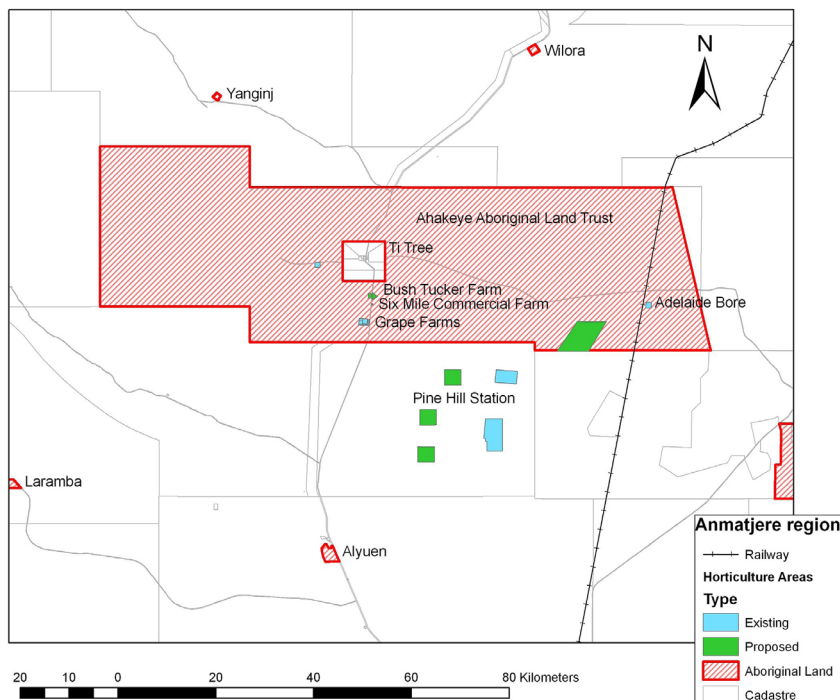 Wilora
N
Yanginj
Ahakeye Aboriginal Land Trust
Ti Tree
Bush Tucker Farm
Six Mile Commercial Farm
Adelaide Bore
Grape Farms
Pine Hill Station
Laramba
Alyuen
Anmatjere region
Railway
Horticulture Areas
Type
Existing
Proposed
Aboriginal Land
Cadastre
20 10 0 20 40 60 80 Kilometers